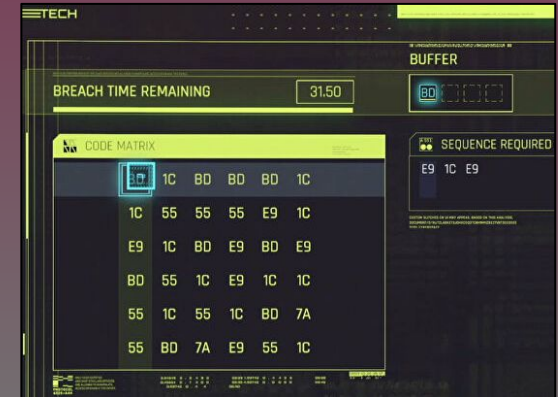 TECH
BUFFER
BREACH TIME REMAINING 31.50
BD
CODE MATRIX
SEQUENCE REQUIRED
E9 1C E9
BD 1C BD BD BD 1C
1C 55 55 55 E9 1C
E9 1C BD E9 BD E9
BD 55 1C E9 1C 1C
55 1C 55 1C BD 7A
55 BD 7A E9 55 1C